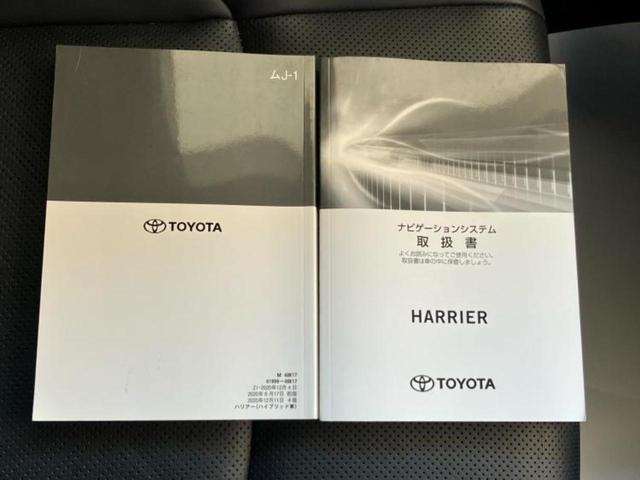 ムJ-1
TOYOTA
M 48K17
01999-48K17
ZI-2020年12月4日
2020年6月17日 初版
2020年12月11日 4版
ハリアー(ハイブリッド車)
ナビゲーションシステム
取扱書
よくお読みになってご使用ください。
取扱書は車の中に保管しましょう。
HARRIER
TOYOTA